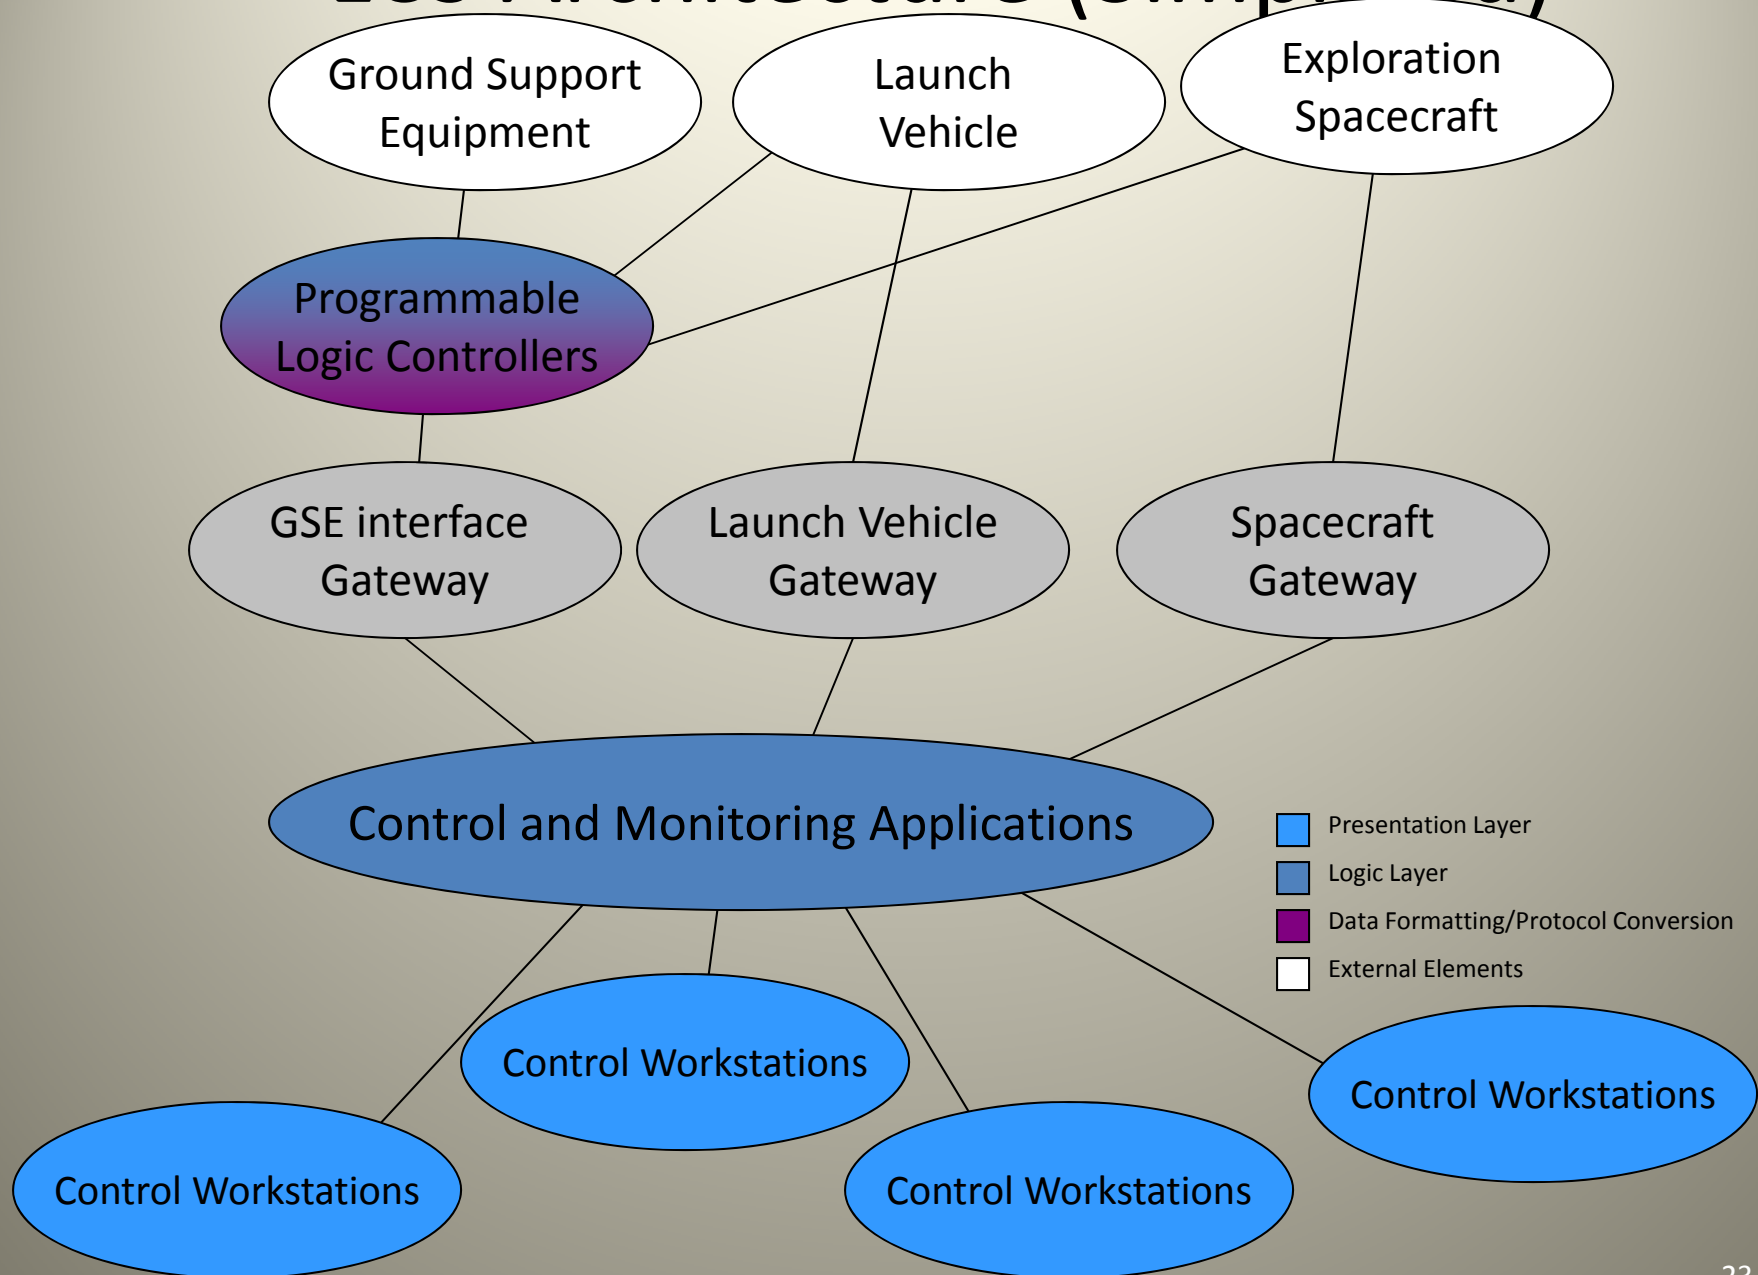 Architecture
Ground Support
Equipment
Launch
Vehicle
Exploration
Spacecraft
Programmable
Logic Controllers
GSE interface
Gateway
Launch Vehicle
Gateway
Spacecraft
Gateway
Control and Monitoring Applications
Presentation Layer
Logic Layer
Data Formatting/Protocol Conversion
External Elements
Control Workstations
Control Workstations
Control Workstations
Control Workstations